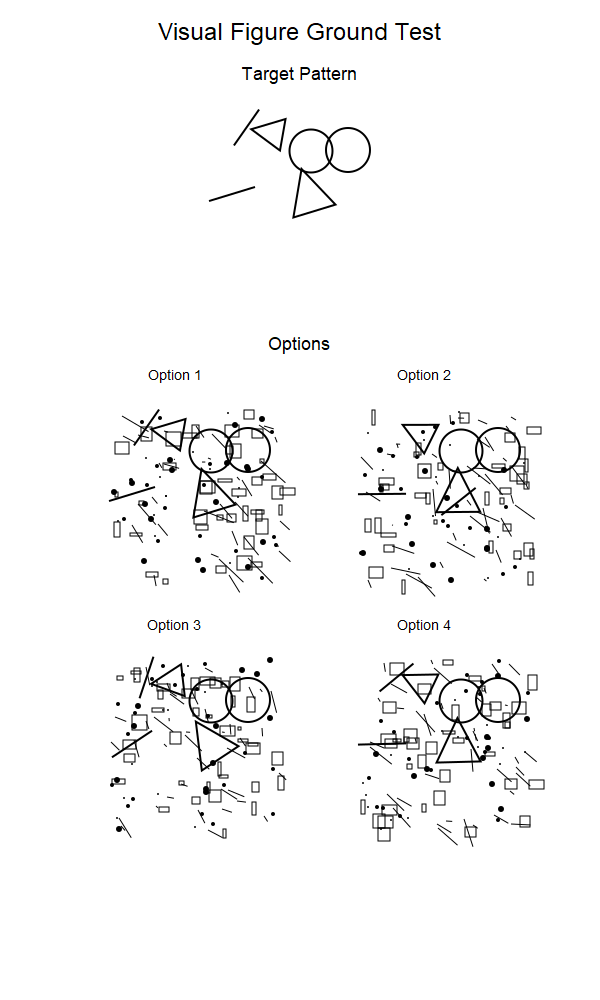 Visual Figure Ground Test
Target Pattern
Options
Option 1
Option 2
Option 3
Option 4